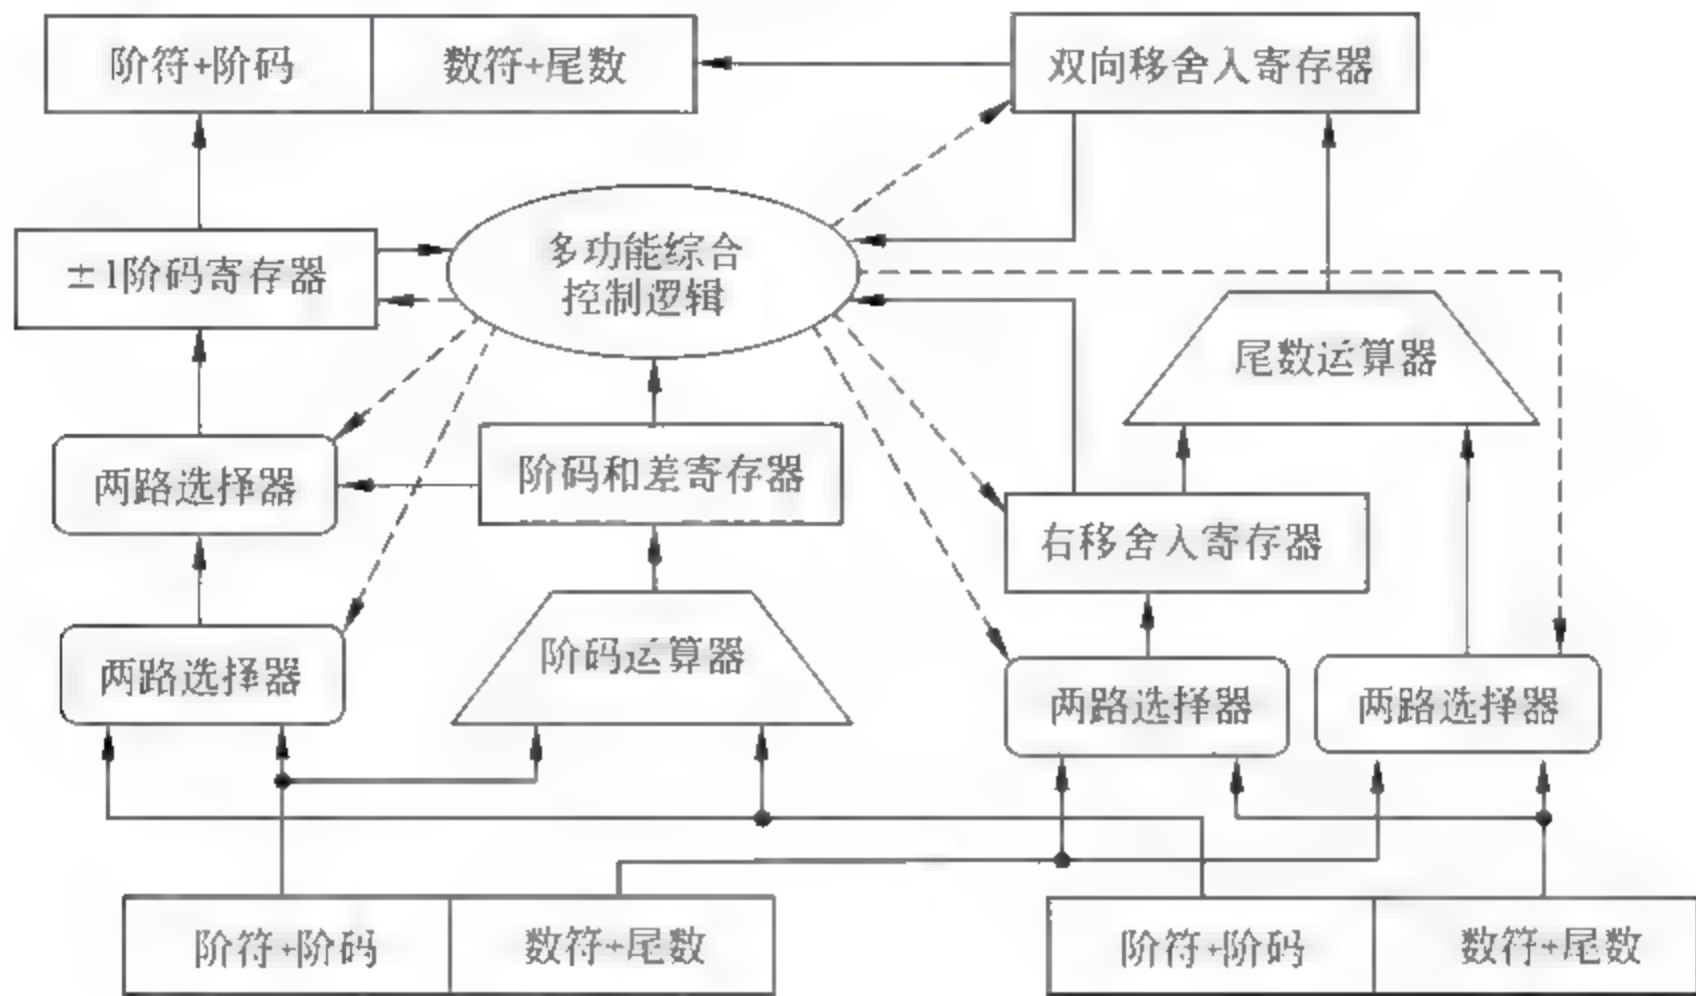 阶符+阶码 数符+尾数 双向移舍入寄存器
多功能综合
控制逻辑
±1阶码寄存器
尾数运算器
两路选择器 阶码和差寄存器
右移舍入寄存器
阶码运算器
两路选择器 两路选择器 两路选择器
阶符+阶码 数符+尾数 阶符+阶码 数符+尾数